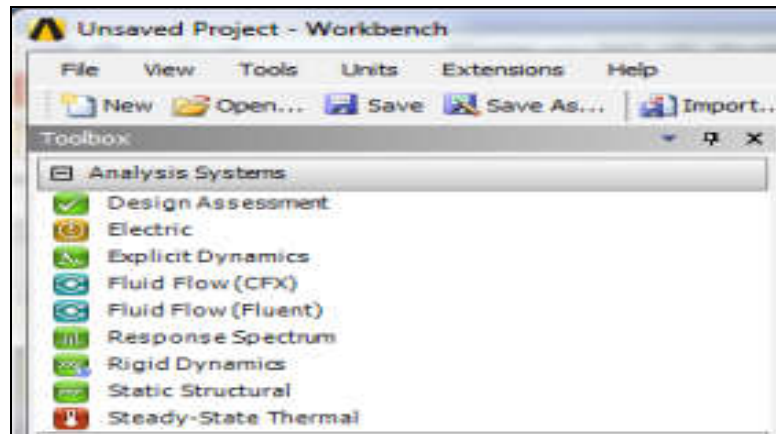 Unsaved Project - Workbench
File View Tools Units Extensions Help
New Open... Save Save As... Import...
Toolbox
Analysis Systems
Design Assessment
Electric
Explicit Dynamics
Fluid Flow (CFX)
Fluid Flow (Fluent)
Response Spectrum
Rigid Dynamics
Static Structural
Steady-State Thermal